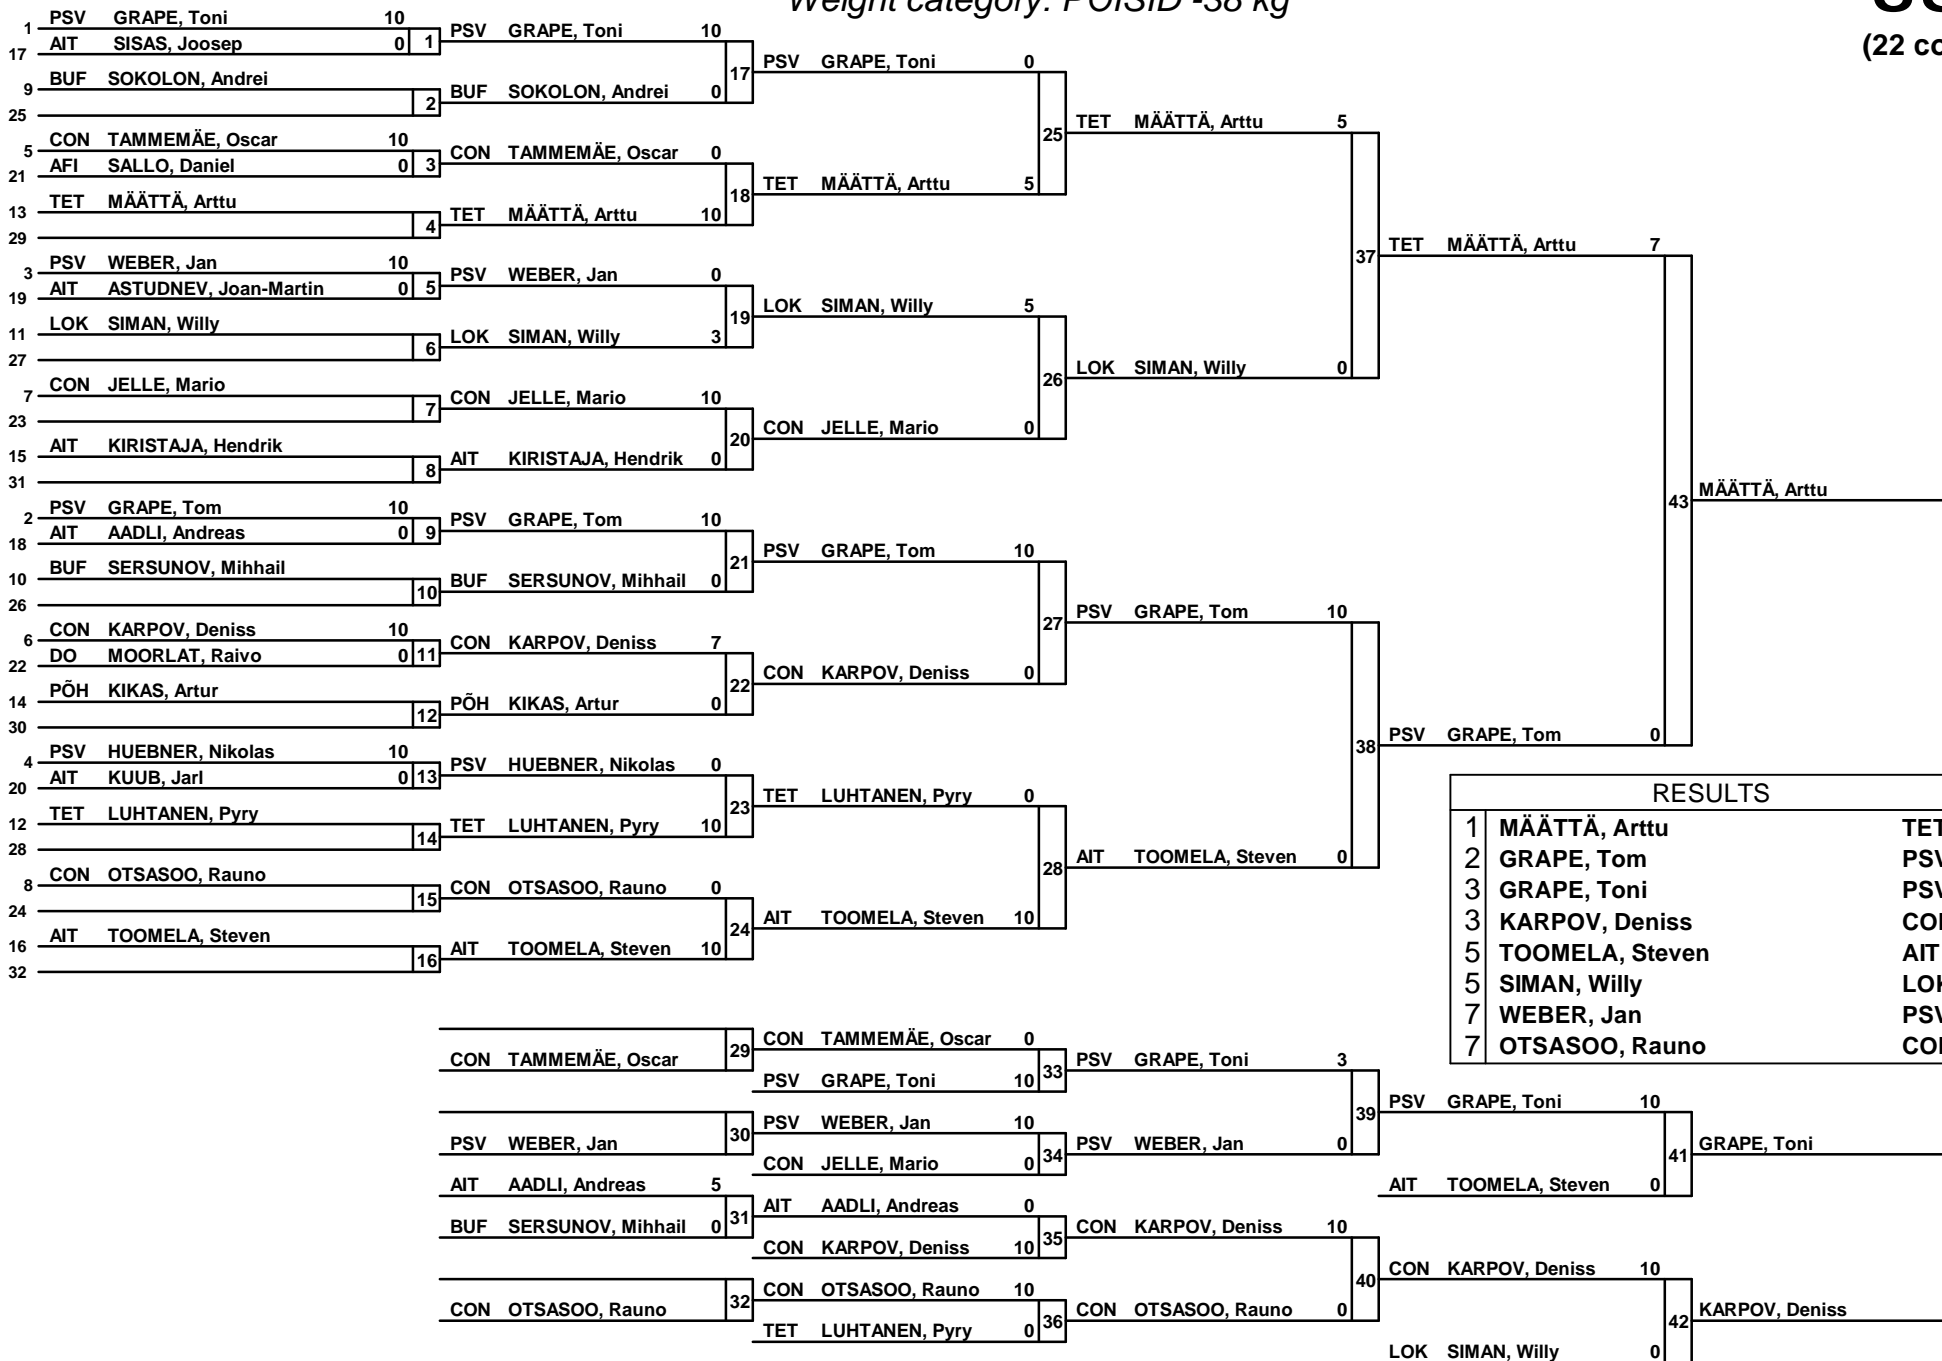 Weight category: POISID -38 kg
(22 co
1 PSV GRAPE, Toni 10
17 AIT SISAS, Joosep 0 1
9 BUF SOKOLON, Andrei
25 2
5 CON TAMMEMÄE, Oscar 10
21 AFI SALLO, Daniel 0 3
13 TET MÄÄTTÄ, Arttu
29 4
3 PSV WEBER, Jan 10
19 AIT ASTUDNEV, Joan-Martin 0 5
11 LOK SIMAN, Willy
27 6
7 CON JELLE, Mario
23 7
15 AIT KIRISTAJA, Hendrik
31 8
2 PSV GRAPE, Tom 10
18 AIT AADLI, Andreas 0 9
10 BUF SERSUNOV, Mihhail
26 10
6 CON KARPOV, Deniss 10
22 DO MOORLAT, Raivo 0 11
14 PÕH KIKAS, Artur
30 12
4 PSV HUEBNER, Nikolas 10
20 AIT KUUB, Jarl 0 13
12 TET LUHTANEN, Pyry
28 14
8 CON OTSASOO, Rauno
24 15
16 AIT TOOMELA, Steven
32 16
PSV GRAPE, Toni 10
BUF SOKOLON, Andrei 0 17
CON TAMMEMÄE, Oscar 0
TET MÄÄTTÄ, Arttu 10 18
PSV WEBER, Jan 0
LOK SIMAN, Willy 3 19
CON JELLE, Mario 10
AIT KIRISTAJA, Hendrik 0 20
PSV GRAPE, Tom 10
BUF SERSUNOV, Mihhail 0 21
CON KARPOV, Deniss 7
PÕH KIKAS, Artur 0 22
PSV HUEBNER, Nikolas 0
TET LUHTANEN, Pyry 10 23
CON OTSASOO, Rauno 0
AIT TOOMELA, Steven 10 24
PSV GRAPE, Toni 0
TET MÄÄTTÄ, Arttu 5 25
LOK SIMAN, Willy 5
CON JELLE, Mario 0 26
PSV GRAPE, Tom 10
CON KARPOV, Deniss 0 27
TET LUHTANEN, Pyry 0
AIT TOOMELA, Steven 10 28
TET MÄÄTTÄ, Arttu 5
LOK SIMAN, Willy 0 37
PSV GRAPE, Tom 10
AIT TOOMELA, Steven 0 38
TET MÄÄTTÄ, Arttu 7
PSV GRAPE, Tom 0 43
MÄÄTTÄ, Arttu
RESULTS
1 MÄÄTTÄ, Arttu TET
2 GRAPE, Tom PSV
3 GRAPE, Toni PSV
3 KARPOV, Deniss CON
5 TOOMELA, Steven AIT
5 SIMAN, Willy LOK
7 WEBER, Jan PSV
7 OTSASOO, Rauno CON
CON TAMMEMÄE, Oscar 29
PSV WEBER, Jan 30
AIT AADLI, Andreas 5
BUF SERSUNOV, Mihhail 0 31
CON OTSASOO, Rauno 32
CON TAMMEMÄE, Oscar 0
PSV GRAPE, Toni 10 33
PSV WEBER, Jan 10
CON JELLE, Mario 0 34
AIT AADLI, Andreas 0
CON KARPOV, Deniss 10 35
CON OTSASOO, Rauno 10
TET LUHTANEN, Pyry 0 36
PSV GRAPE, Toni 3
PSV WEBER, Jan 0 39
CON KARPOV, Deniss 10
CON OTSASOO, Rauno 0 40
PSV GRAPE, Toni 10
AIT TOOMELA, Steven 0 41
CON KARPOV, Deniss 10
LOK SIMAN, Willy 0 42
GRAPE, Toni
KARPOV, Deniss